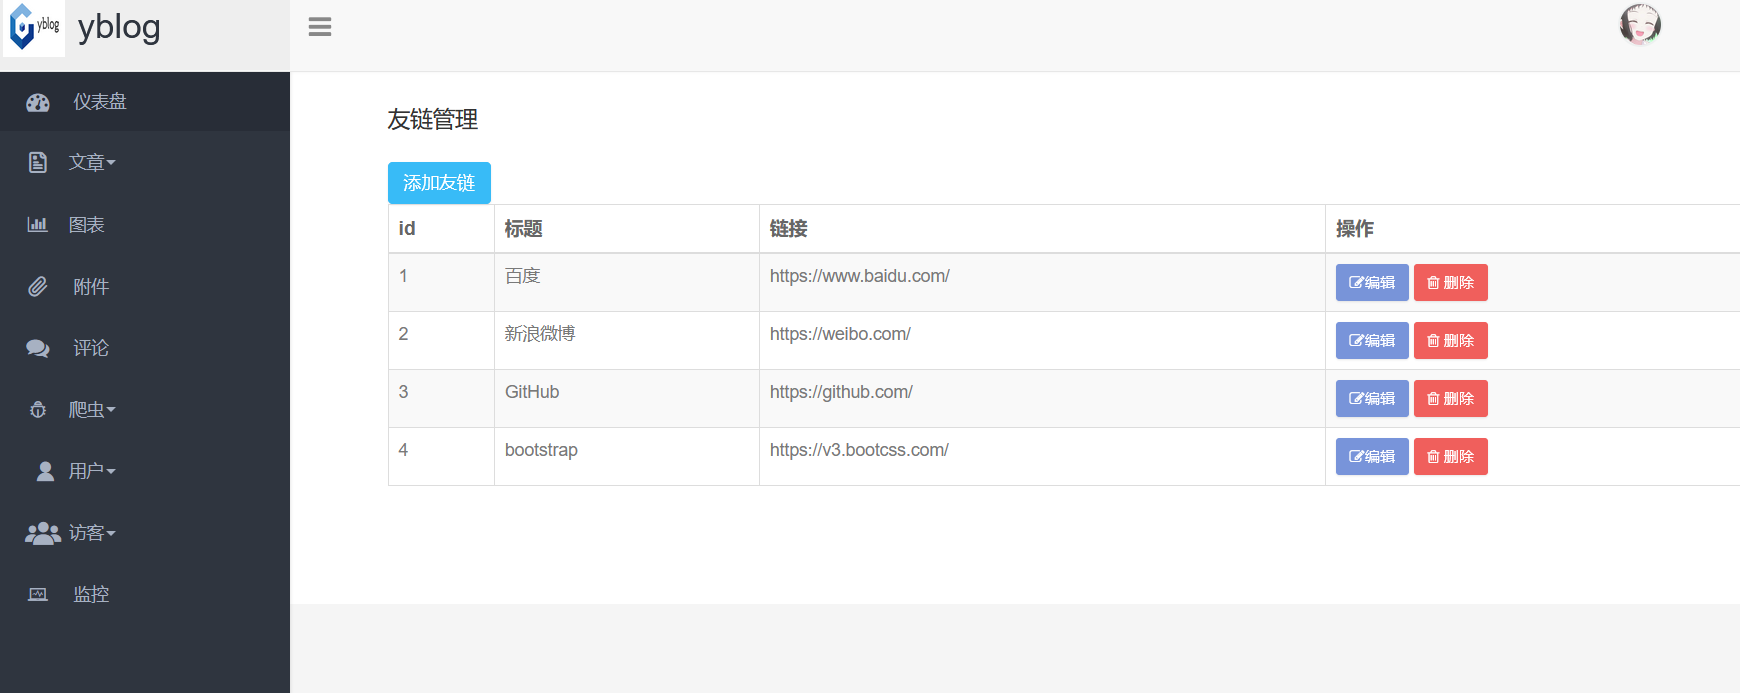 yblog yblog
仪表盘
文章
图表
附件
评论
爬虫
用户
访客
监控
友链管理
添加友链
id 标题 链接 操作
1 百度 https://www.baidu.com/ 编辑 删除
2 新浪微博 https://weibo.com/ 编辑 删除
3 GitHub https://github.com/ 编辑 删除
4 bootstrap https://v3.bootcss.com/ 编辑 删除